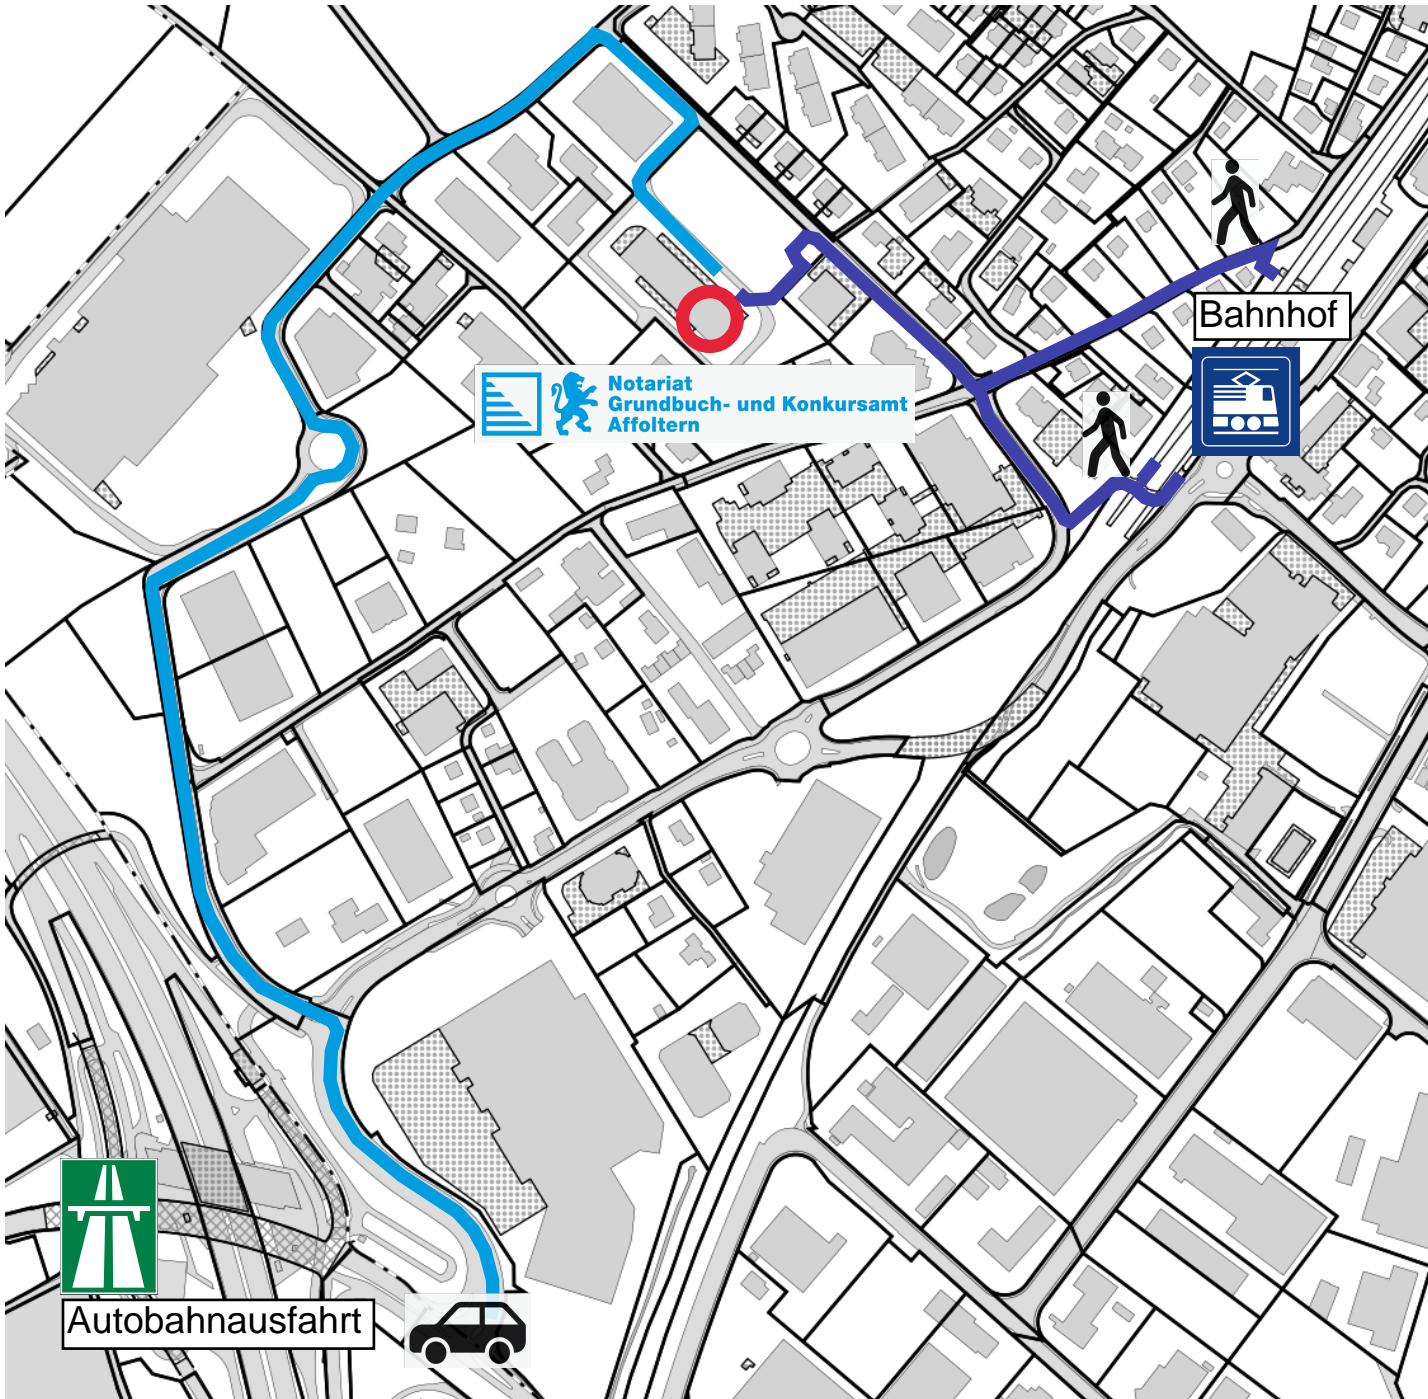 Bahnhof
Notariat
Grundbuch- und Konkursamt
Affoltern
Autobahnausfahrt